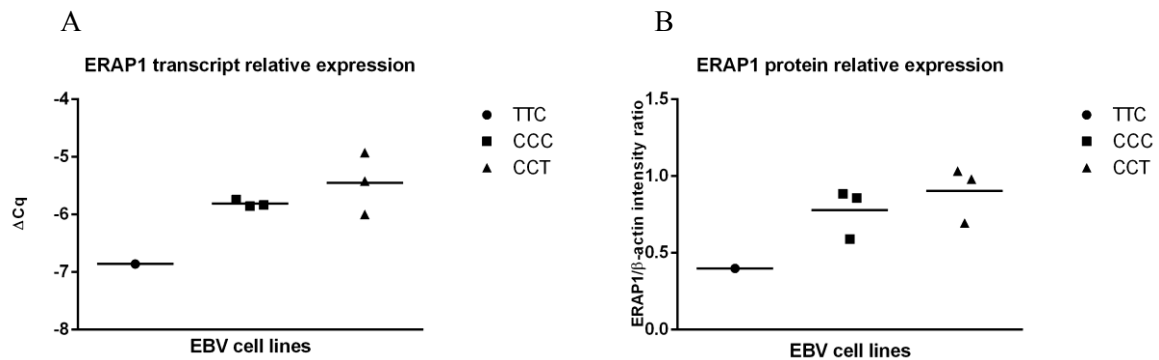 A
ERAP1 transcript relative expression
ΔCq
-4
-5
-6
-7
-8
EBV cell lines
TTC
CCC
CCT
B
ERAP1 protein relative expression
ERAP1/β-actin intensity ratio
1.5
1.0
0.5
0.0
EBV cell lines
TTC
CCC
CCT